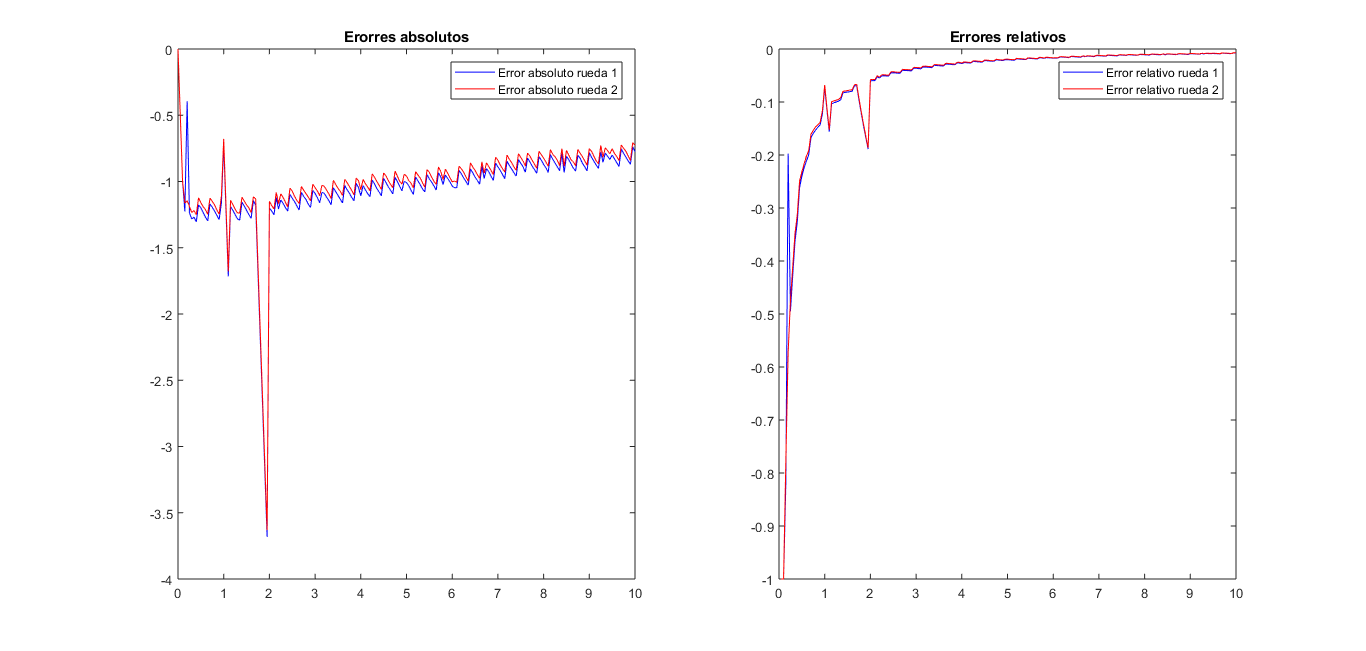 Erorres absolutos
Error absoluto rueda 1
Error absoluto rueda 2
0
-0.5
-1
-1.5
-2
-2.5
-3
-3.5
-4
0 1 2 3 4 5 6 7 8 9 10
Errores relativos
Error relativo rueda 1
Error relativo rueda 2
0
-0.1
-0.2
-0.3
-0.4
-0.5
-0.6
-0.7
-0.8
-0.9
-1
0 1 2 3 4 5 6 7 8 9 10